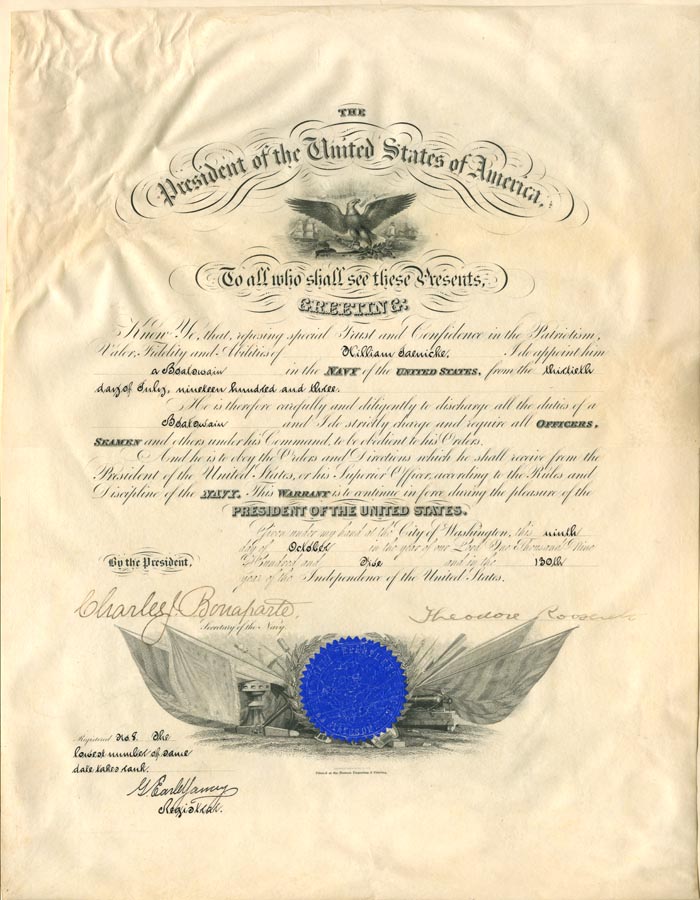 THE
President of the United States of America,
To all who shall see these Presents,
GREETING:
Know Ye, that, reposing special Trust and Confidence in the Patriotism,
Valor, Fidelity and Abilities of William Jaenicke, I do appoint him
a Boatswain in the NAVY of the UNITED STATES, from the thirtieth
day of July, nineteen hundred and three.
He is therefore carefully and diligently to discharge all the duties of a
Boatswain and I do strictly charge and require all OFFICERS,
SEAMEN and others under his Command, to be obedient to his Orders.
And he is to obey the Orders and Directions which he shall receive from the
President of the United States, or his Superior Officer, according to the Rules and
Discipline of the NAVY. This WARRANT is to continue in force during the pleasure of the
PRESIDENT OF THE UNITED STATES.
Given under my hand at the City of Washington, this ninth
day of October in the year of our Lord One Thousand Nine
Hundred and Five and in the 130th
year of the Independence of the United States.
By the President,
Charles J. Bonaparte. Theodore Roosevelt
Secretary of the Navy.
Registered No. 8. The
lowest number of same
date takes rank.
Registrar.